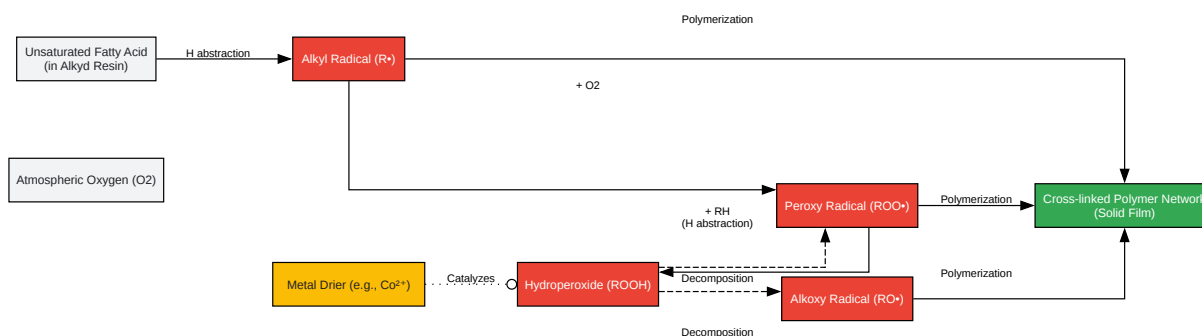 Polymerization
Unsaturated Fatty Acid
(in Alkyd Resin)
H abstraction
Alkyl Radical (R•)
+ O2
Atmospheric Oxygen (O2)
Peroxy Radical (ROO•)
Polymerization
Cross-linked Polymer Network
(Solid Film)
+ RH
(H abstraction)
Metal Drier (e.g., Co²⁺)
Catalyzes
Hydroperoxide (ROOH)
Decomposition
Alkoxy Radical (RO•)
Polymerization
Decomposition